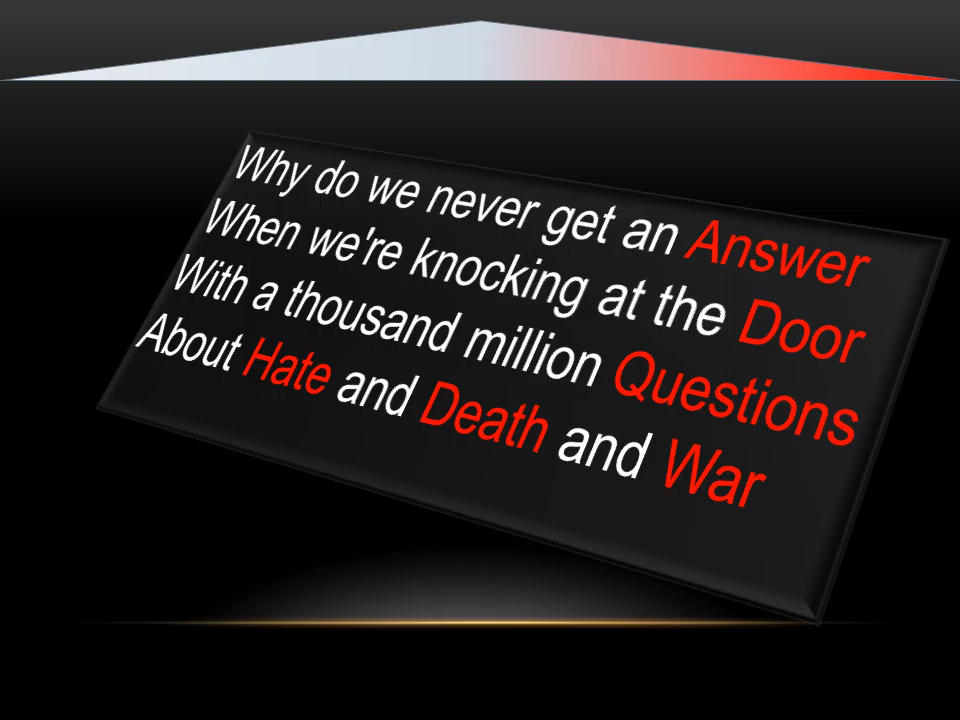 Why do we never get an Answer
When we're knocking at the Door
With a thousand million Questions
About Hate and Death and War